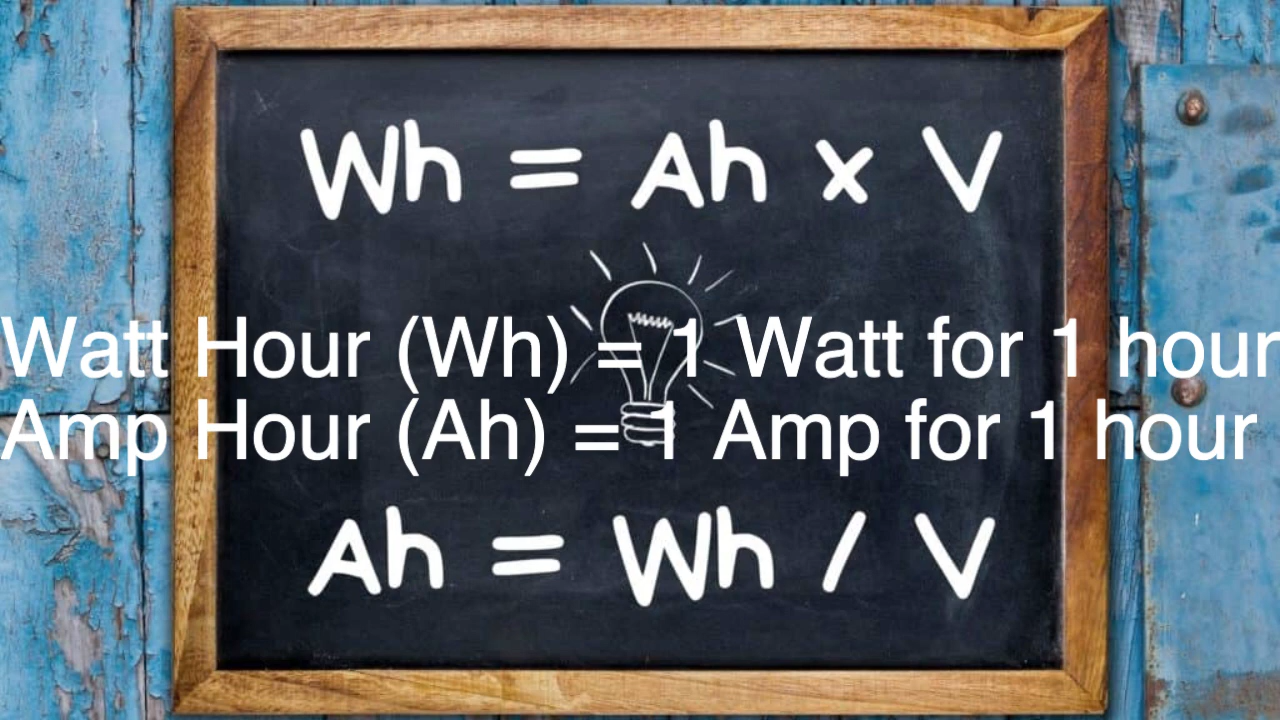 Wh = Ah x V
Watt Hour (Wh) = 1 Watt for 1 hour
Amp Hour (Ah) = 1 Amp for 1 hour
Ah = Wh / V